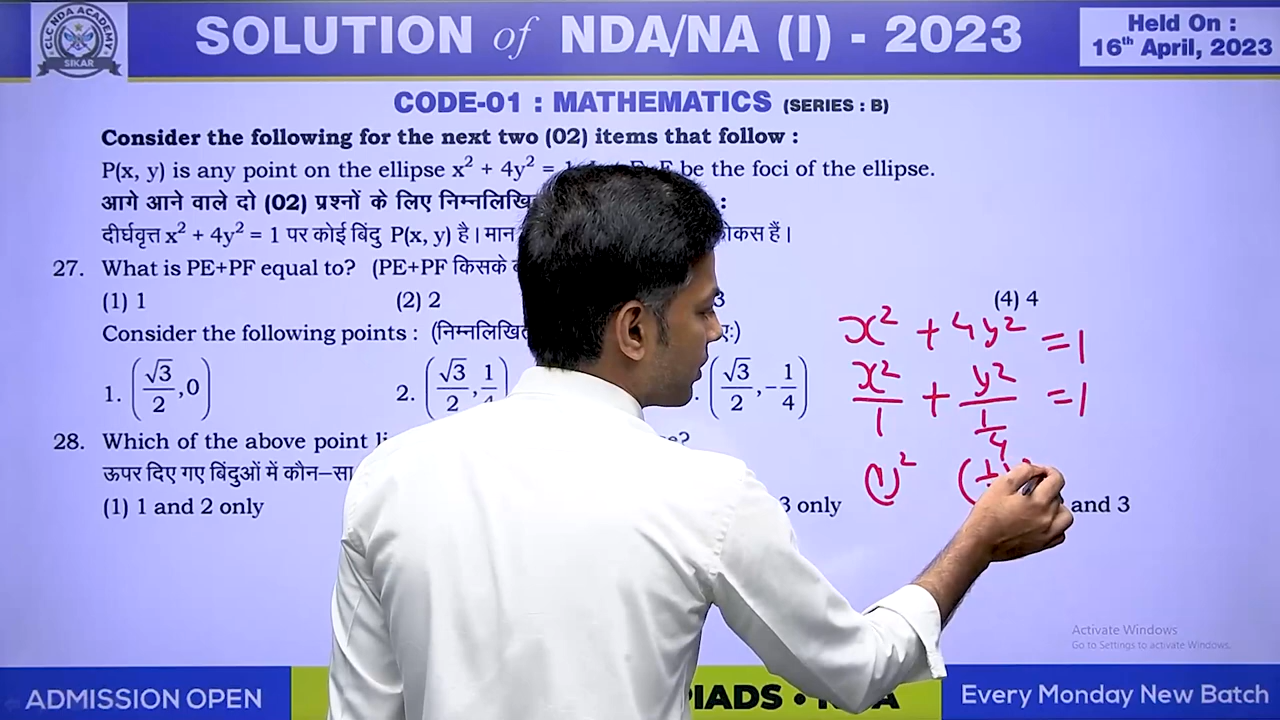 CLC NDA ACADEMY
SIKAR
SOLUTION of NDA/NA (I) - 2023
Held On :
16th April, 2023
CODE-01 : MATHEMATICS (SERIES : B)
Consider the following for the next two (02) items that follow :
P(x, y) is any point on the ellipse x² + 4y² = be the foci of the ellipse.
आगे आने वाले दो (02) प्रश्नों के लिए :
दीर्घवृत्त x² + 4y² = 1 पर कोई बिंदु P(x, y) है। मान हैं।
27. What is PE+PF equal to? (PE+PF किसके
(1) 1 (2) 2 (4) 4
Consider the following points :
1. (√3/2, 0) 2. (√3/2, 1/4 (√3/2, -1/4)
28. Which of the above point
ऊपर दिए गए बिंदुओं में
(1) 1 and 2 only 3 only and 3
x² + 4y² = 1
x²/1 + y²/(1/4) = 1
(1)²
Activate Windows
Go to Settings to activate Windows.
ADMISSION OPEN
Every Monday New Batch